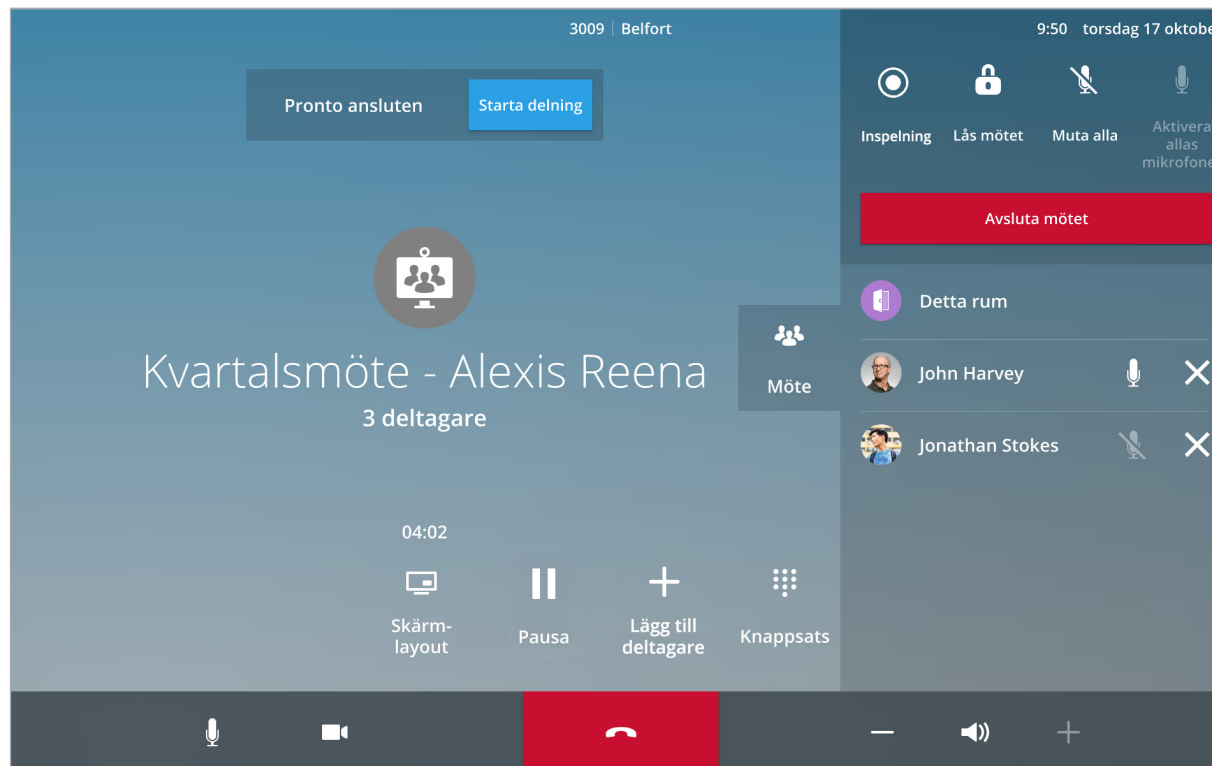 3009 | Belfort
9:50 torsdag 17 oktobe
Pronto ansluten
Starta delning
Inspelning
Lås mötet
Muta alla
Aktivera
allas
mikrofone
Avsluta mötet
Detta rum
Möte
John Harvey
Jonathan Stokes
Kvartalsmöte - Alexis Reena
3 deltagare
04:02
Skärm-
layout
Pausa
Lägg till
deltagare
Knappsats